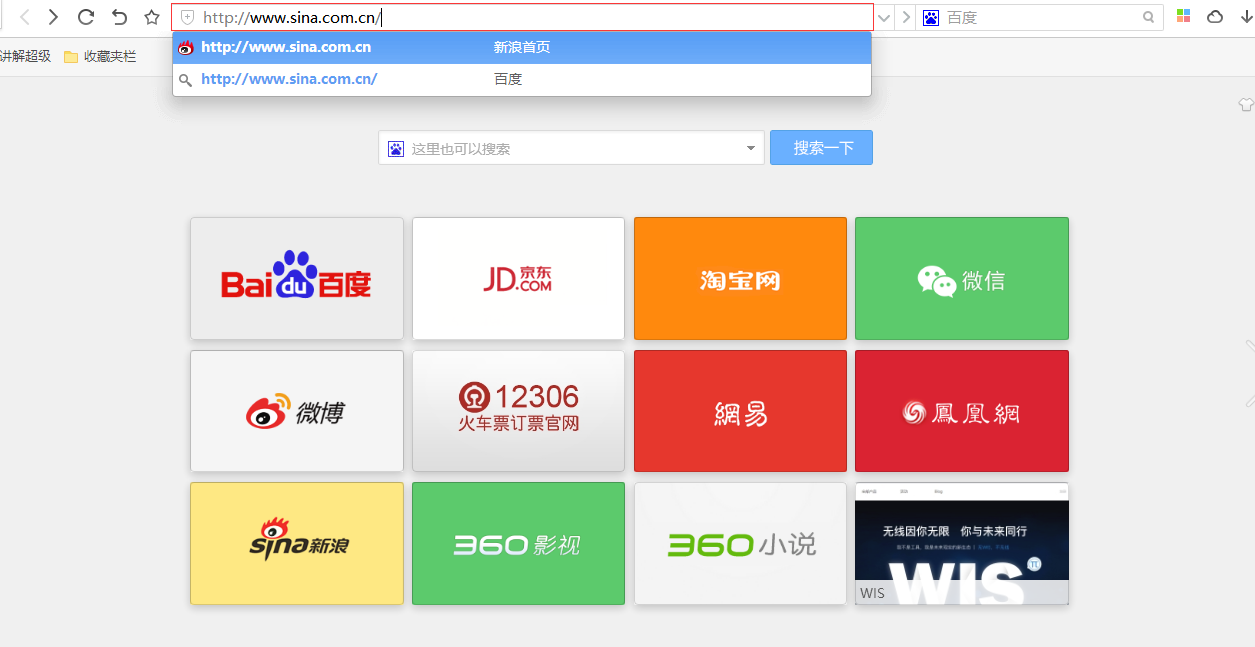 http://www.sina.com.cn/
百度
讲解超级 收藏夹栏
http://www.sina.com.cn 新浪首页
http://www.sina.com.cn/ 百度
这里也可以搜索 搜索一下
Bai du 百度
JD 京东 .COM
淘宝网
微信
微博
12306
火车票订票官网
網易
鳳凰網
sina新浪
360影视
360小说
无线因你无限 你与未来同行
WIS
WIS